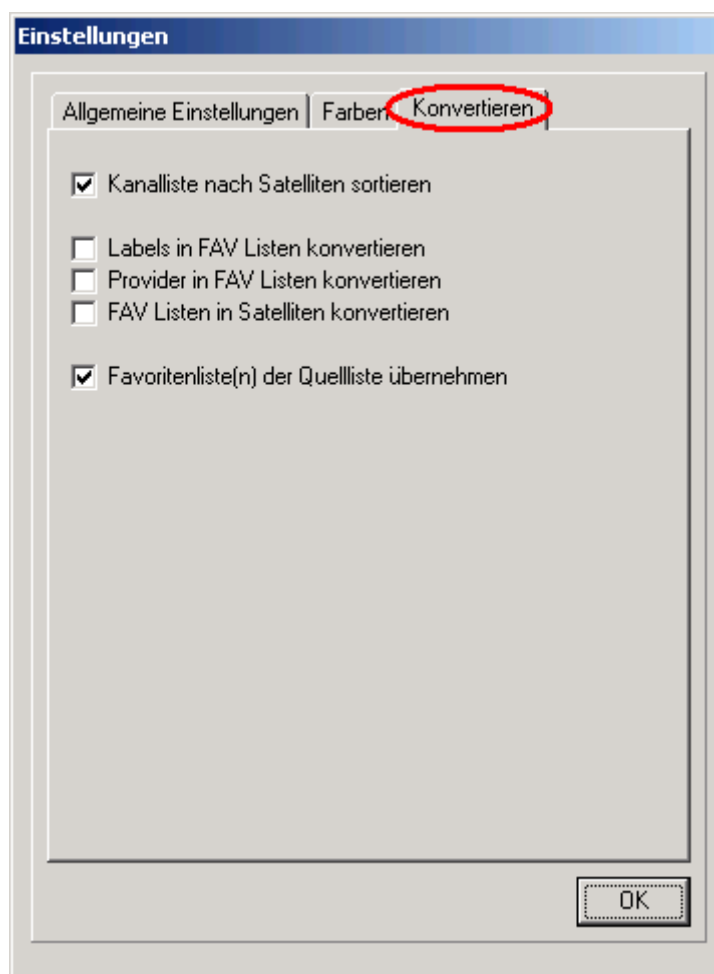 Einstellungen
Allgemeine Einstellungen Farben Konvertieren
Kanalliste nach Satelliten sortieren
Labels in FAV Listen konvertieren
Provider in FAV Listen konvertieren
FAV Listen in Satelliten konvertieren
Favoritenliste(n) der Quellliste übernehmen
OK